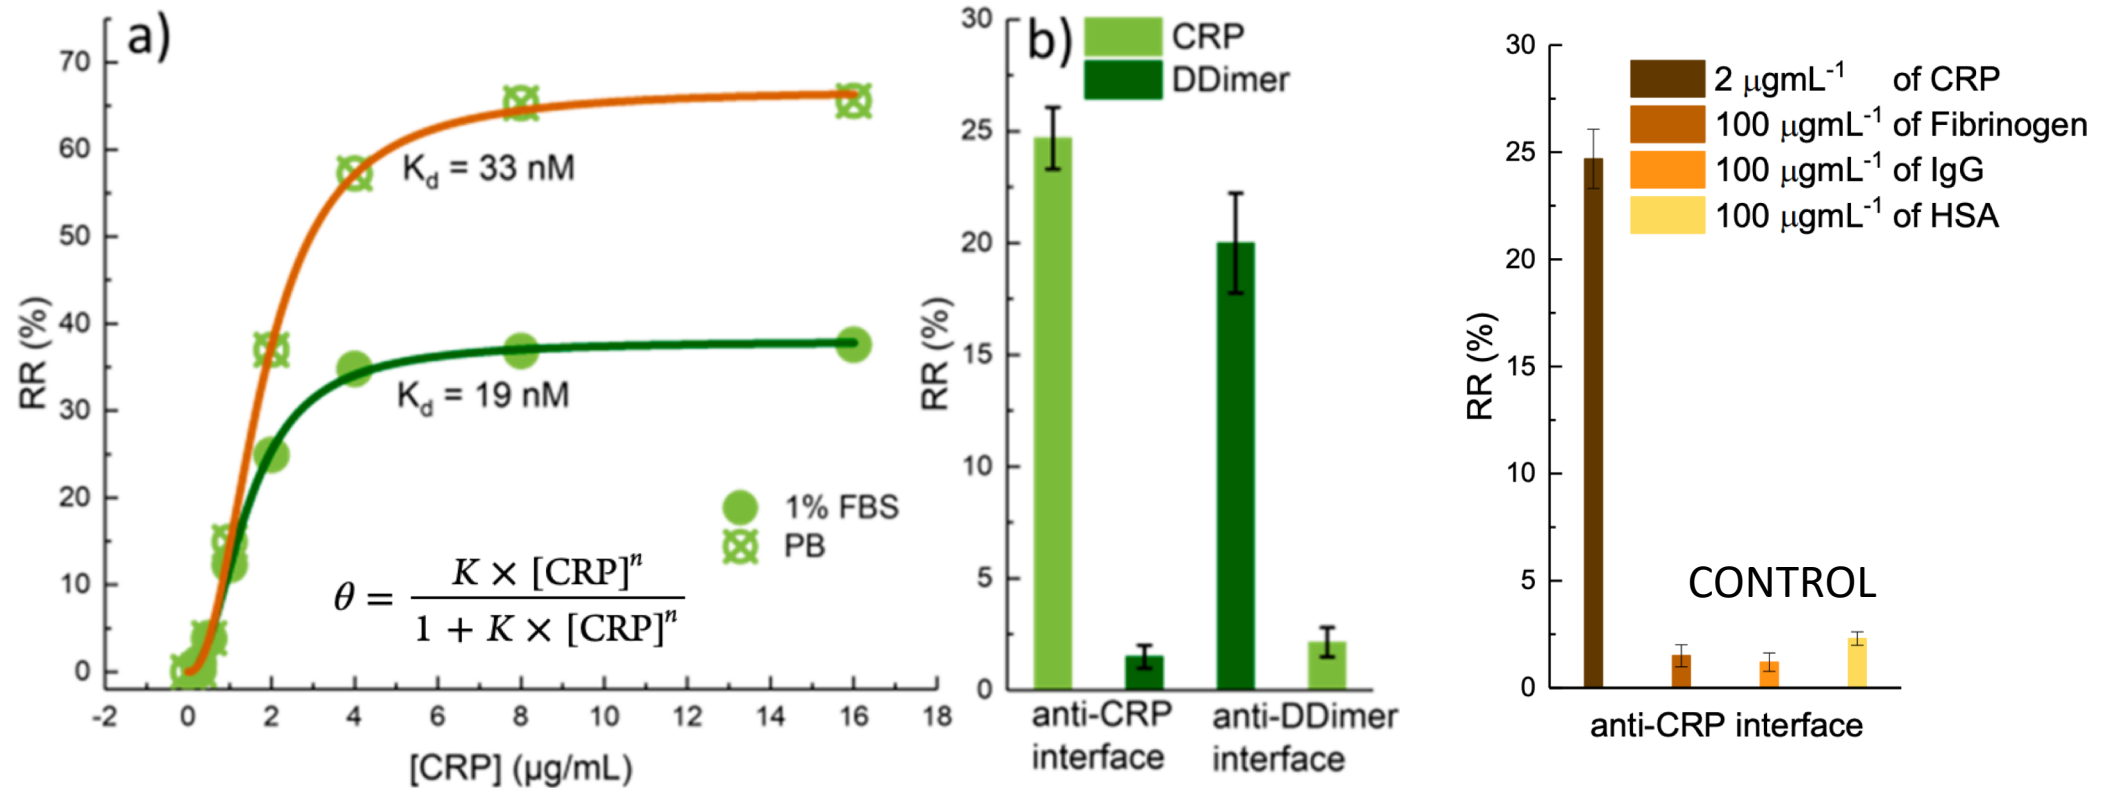 a)
70
60
50
40
30
20
10
0
RR (%)
-2 0 2 4 6 8 10 12 14 16 18
[CRP] (µg/mL)
K_d = 33 nM
K_d = 19 nM
1% FBS
PB
θ = K × [CRP]^n / 1 + K × [CRP]^n
b)
CRP
DDimer
30
25
20
15
10
5
0
RR (%)
anti-CRP interface
anti-DDimer interface
30
25
20
15
10
5
0
RR (%)
2 µgmL^-1 of CRP
100 µgmL^-1 of Fibrinogen
100 µgmL^-1 of IgG
100 µgmL^-1 of HSA
CONTROL
anti-CRP interface